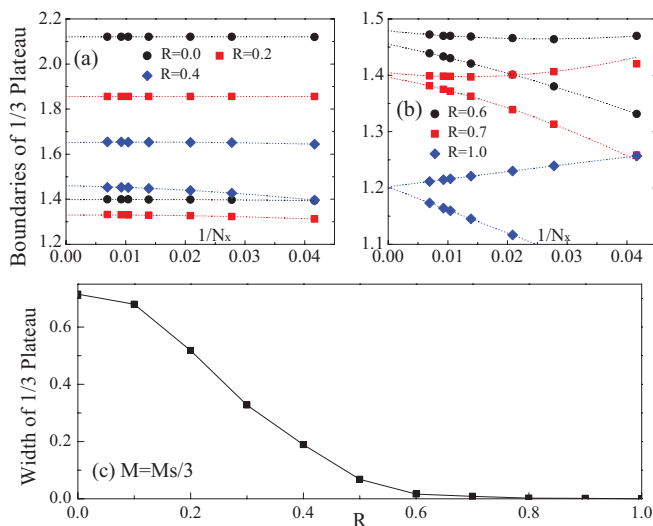 Boundaries of 1/3 Plateau
2.2
2.0
1.8
1.6
1.4
1.2
(a)
R=0.0
R=0.2
R=0.4
1/Nx
0.00
0.01
0.02
0.03
0.04
1.5
1.4
1.3
1.2
1.1
(b)
R=0.6
R=0.7
R=1.0
1/Nx
0.00
0.01
0.02
0.03
0.04
Width of 1/3 Plateau
0.6
0.4
0.2
0.0
(c) M=Ms/3
0.0
0.2
0.4
0.6
0.8
1.0
R